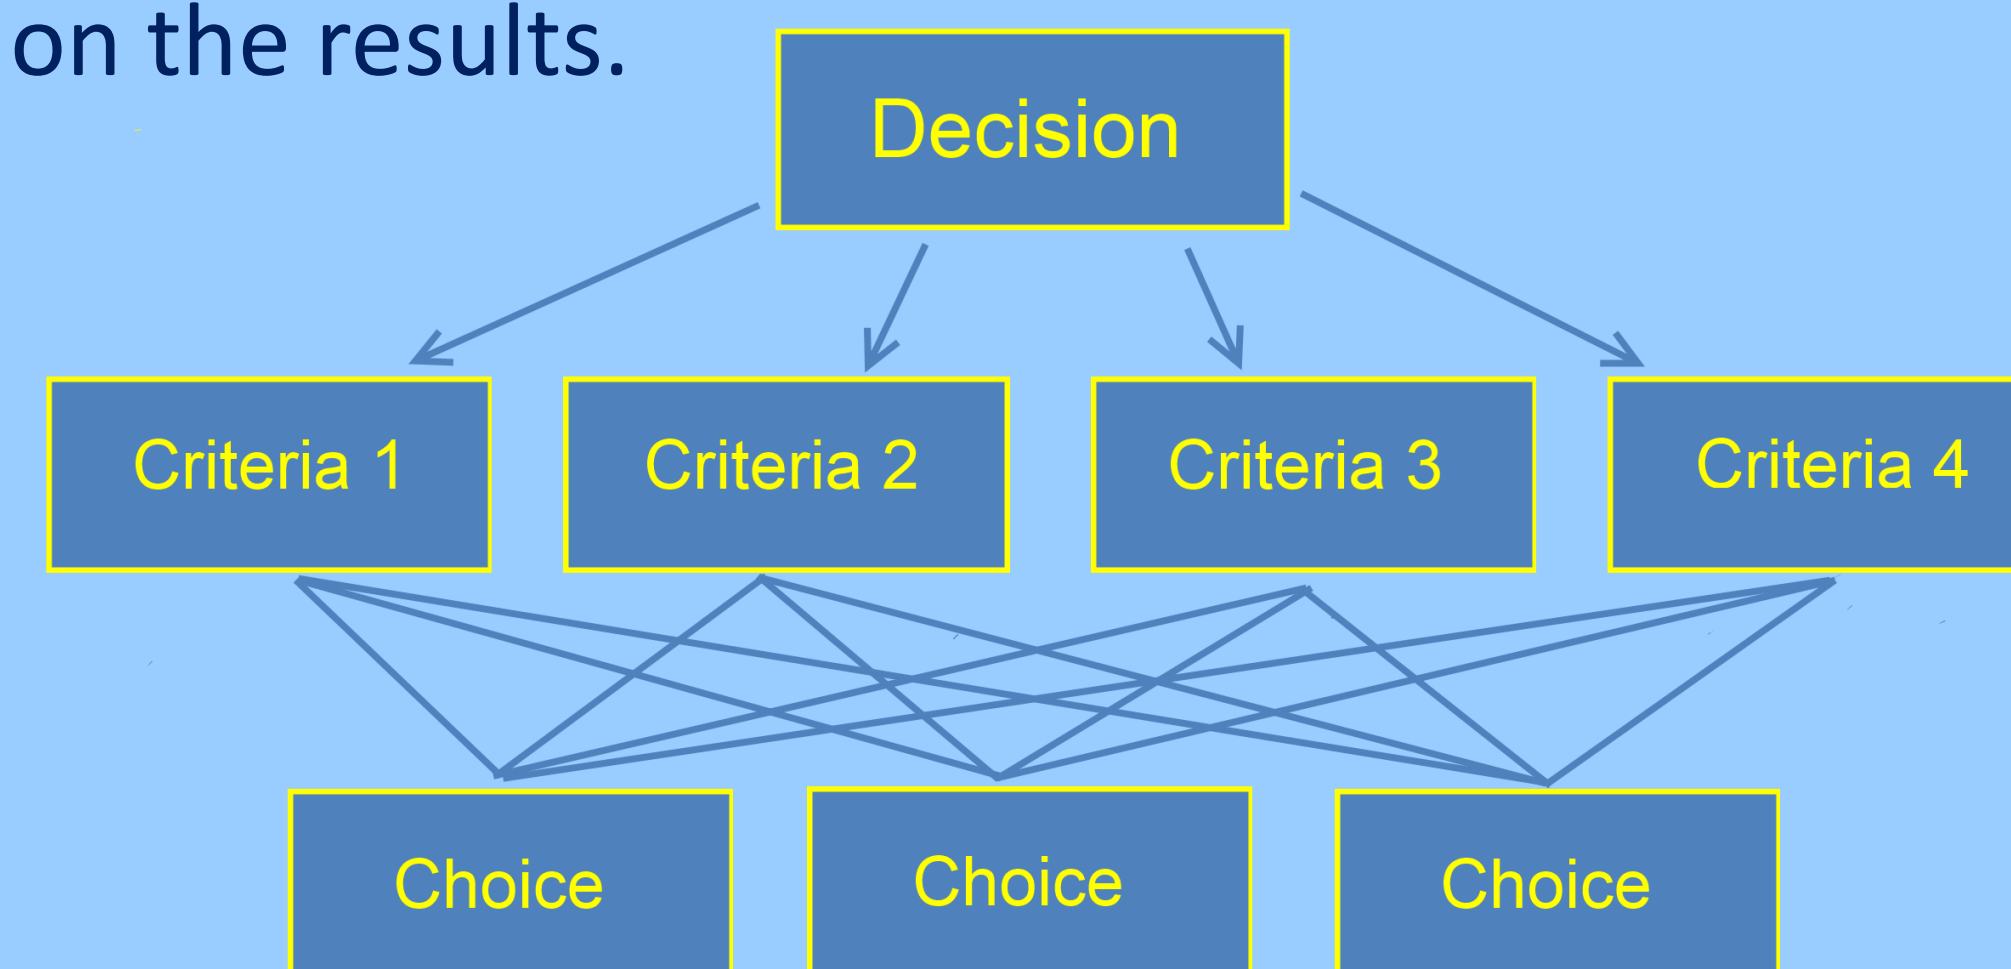 on the results.
Decision
Criteria 1
Criteria 2
Criteria 3
Criteria 4
Choice
Choice
Choice